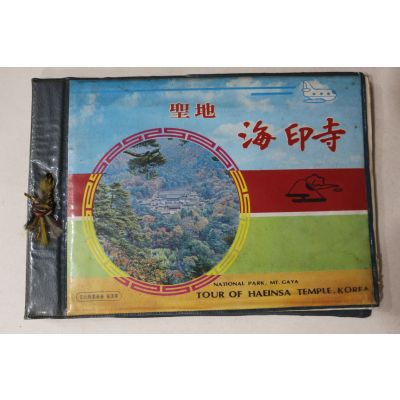 聖地
海印寺
NATIONAL PARK, MT. GAYA
TOUR OF HAEINSA TEMPLE, KOREA